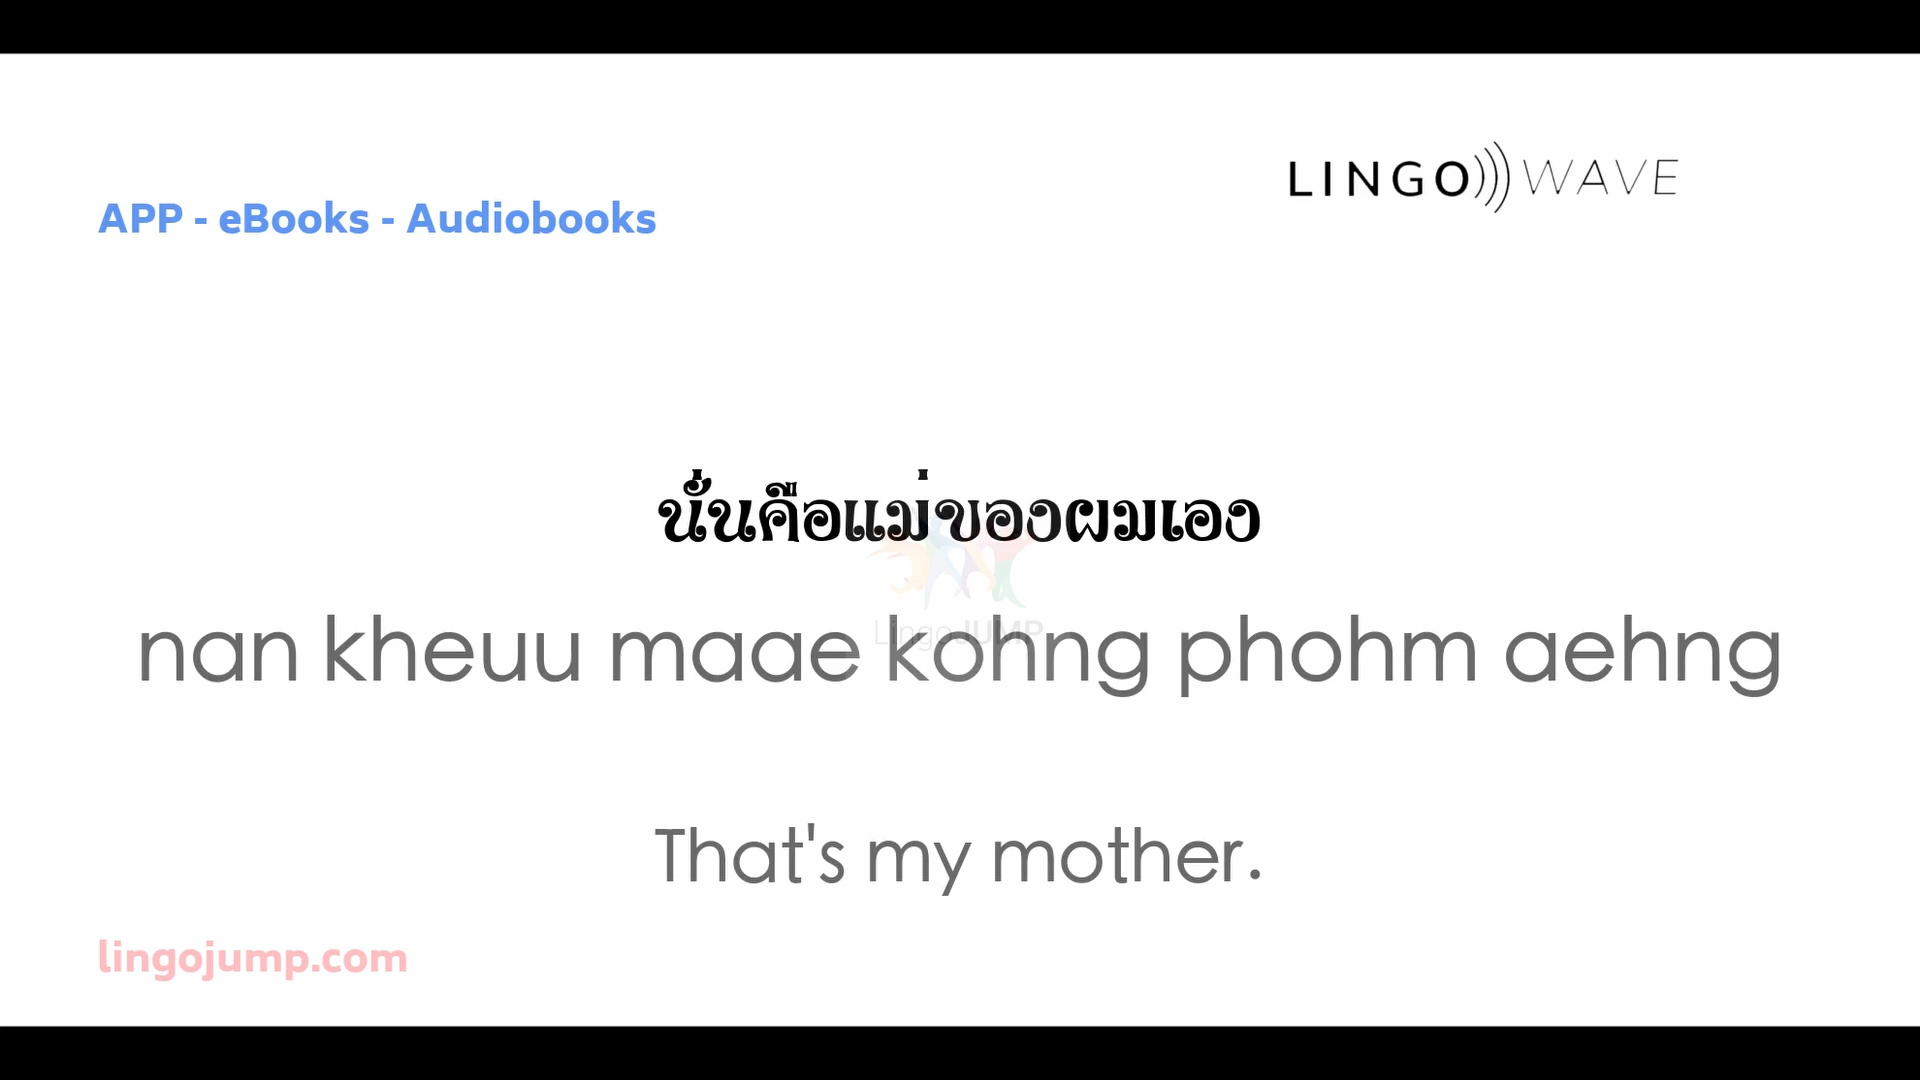 LINGO WAVE
APP - eBooks - Audiobooks
นั่นคือแม่ของผมเอง
LingoJUMP
nan kheuu maae kohng phohm aehng
That's my mother.
lingojump.com